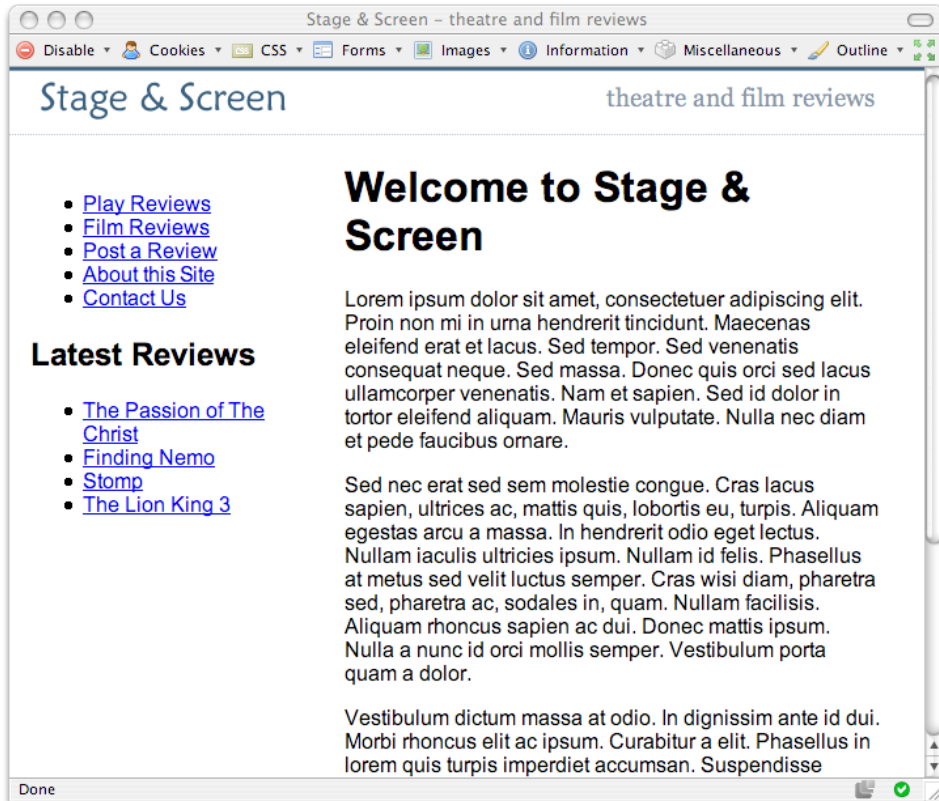 Stage & Screen – theatre and film reviews
Disable Cookies CSS Forms Images Information Miscellaneous Outline
Stage & Screen theatre and film reviews
Play Reviews
Film Reviews
Post a Review
About this Site
Contact Us
Latest Reviews
The Passion of The
Christ
Finding Nemo
Stomp
The Lion King 3
Welcome to Stage &
Screen
Lorem ipsum dolor sit amet, consectetuer adipiscing elit.
Proin non mi in urna hendrerit tincidunt. Maecenas
eleifend erat et lacus. Sed tempor. Sed venenatis
consequat neque. Sed massa. Donec quis orci sed lacus
ullamcorper venenatis. Nam et sapien. Sed id dolor in
tortor eleifend aliquam. Mauris vulputate. Nulla nec diam
et pede faucibus ornare.
Sed nec erat sed sem molestie congue. Cras lacus
sapien, ultrices ac, mattis quis, lobortis eu, turpis. Aliquam
egestas arcu a massa. In hendrerit odio eget lectus.
Nullam iaculis ultricies ipsum. Nullam id felis. Phasellus
at metus sed velit luctus semper. Cras wisi diam, pharetra
sed, pharetra ac, sodales in, quam. Nullam facilisis.
Aliquam rhoncus sapien ac dui. Donec mattis ipsum.
Nulla a nunc id orci mollis semper. Vestibulum porta
quam a dolor.
Vestibulum dictum massa at odio. In dignissim ante id dui.
Morbi rhoncus elit ac ipsum. Curabitur a elit. Phasellus in
lorem quis turpis imperdiet accumsan. Suspendisse
Done